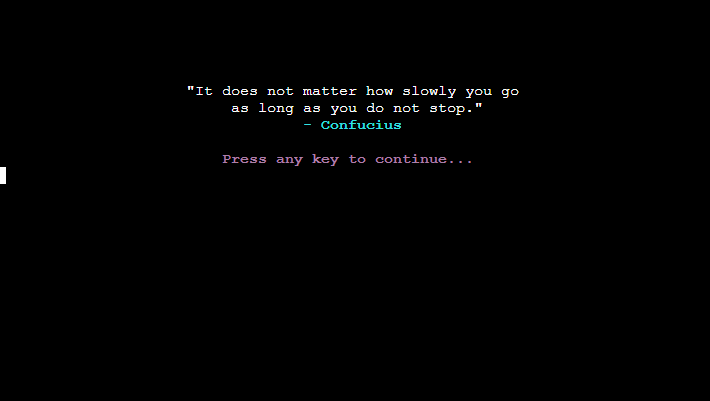 "It does not matter how slowly you go
as long as you do not stop."
- Confucius
Press any key to continue...